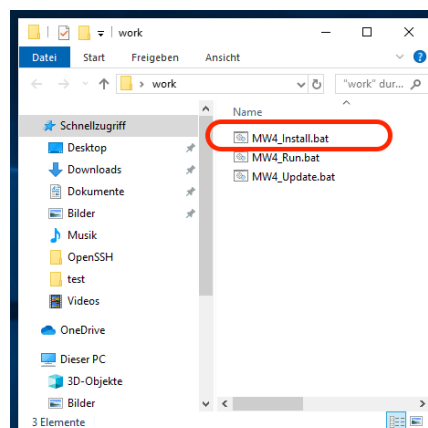 work
Datei Start Freigeben Ansicht
work "work" dur...
Name
Schnellzugriff
MW4_Install.bat
Desktop
MW4_Run.bat
Downloads
MW4_Update.bat
Dokumente
Bilder
Musik
OpenSSH
test
Videos
OneDrive
Dieser PC
3D-Objekte
Bilder
3 Elemente